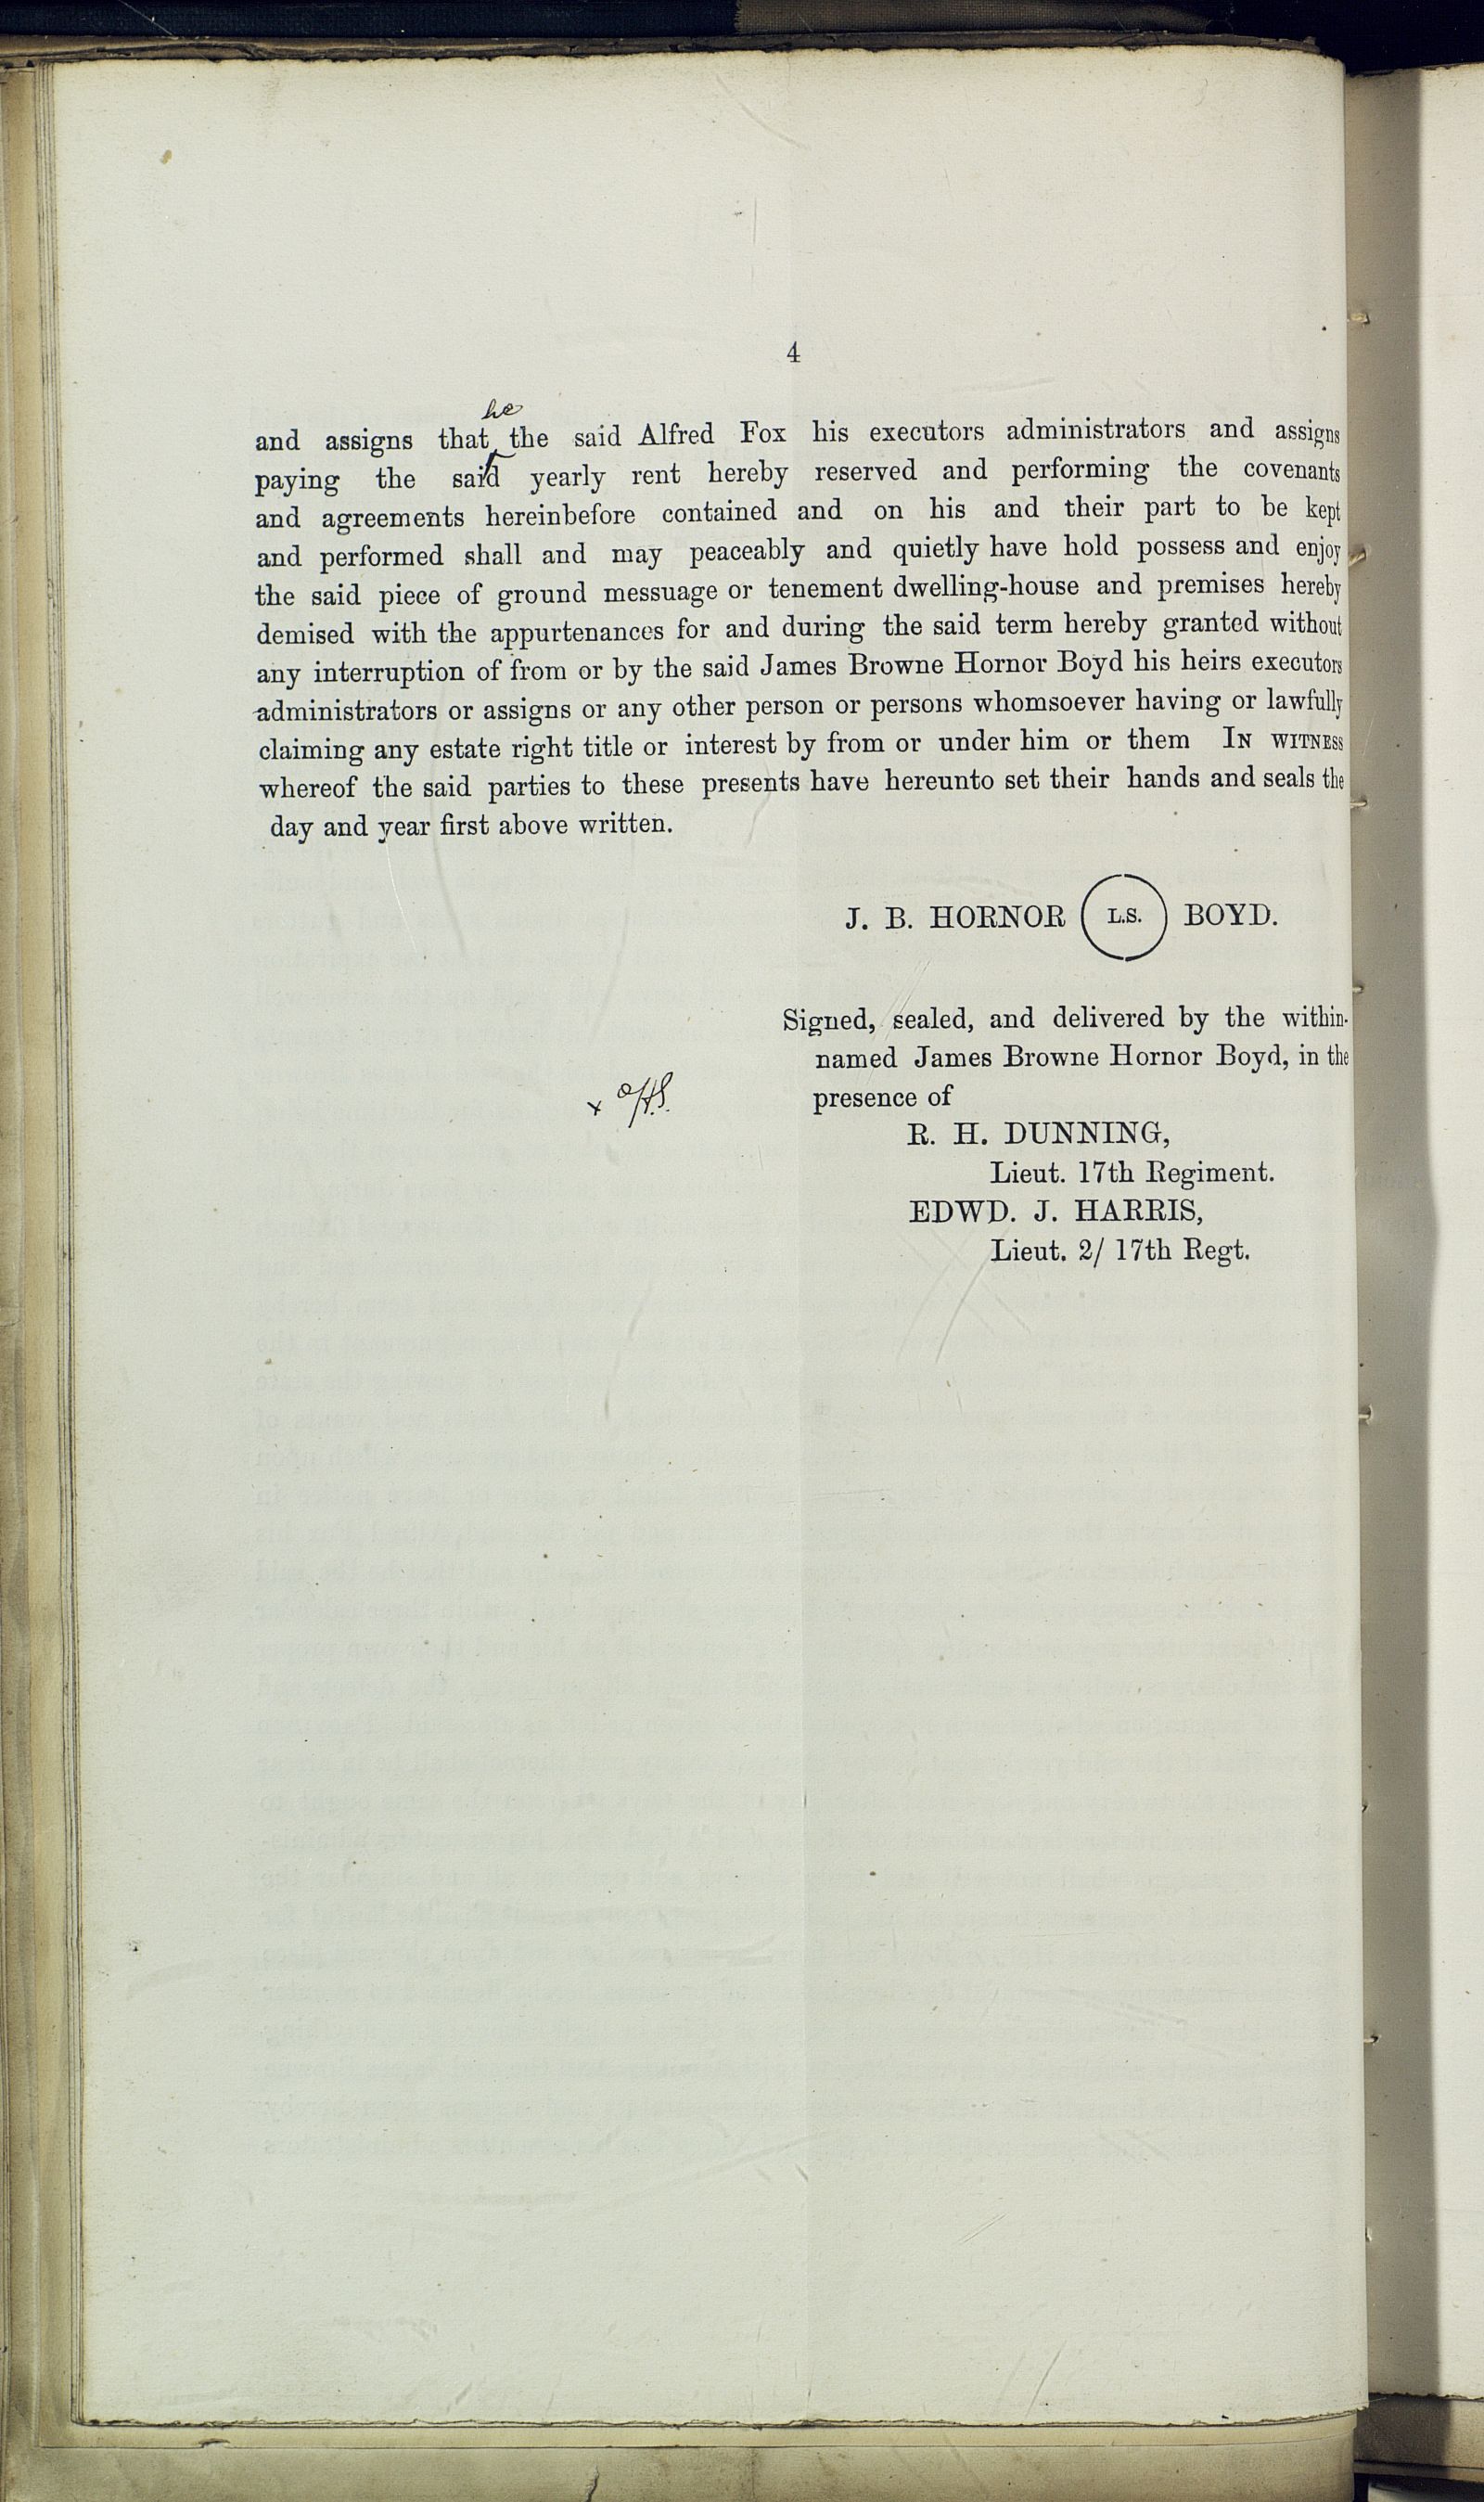 4
he
and assigns that the said Alfred Fox his executors administrators and assigns
paying the said yearly rent hereby reserved and performing the covenants
and agreements hereinbefore contained and on his and their part to be kept
and performed shall and may peaceably and quietly have hold possess and enjoy
the said piece of ground messuage or tenement dwelling-house and premises hereby
demised with the appurtenances for and during the said term hereby granted without
any interruption of from or by the said James Browne Hornor Boyd his heirs executors
administrators or assigns or any other person or persons whomsoever having or lawfully
claiming any estate right title or interest by from or under him or them IN WITNESS
whereof the said parties to these presents have hereunto set their hands and seals the
day and year first above written.
J. B. HORNOR L.S. BOYD.
Signed, sealed, and delivered by the within-
named James Browne Hornor Boyd, in the
presence of
R. H. DUNNING,
Lieut. 17th Regiment.
EDWD. J. HARRIS,
Lieut. 2/ 17th Regt.